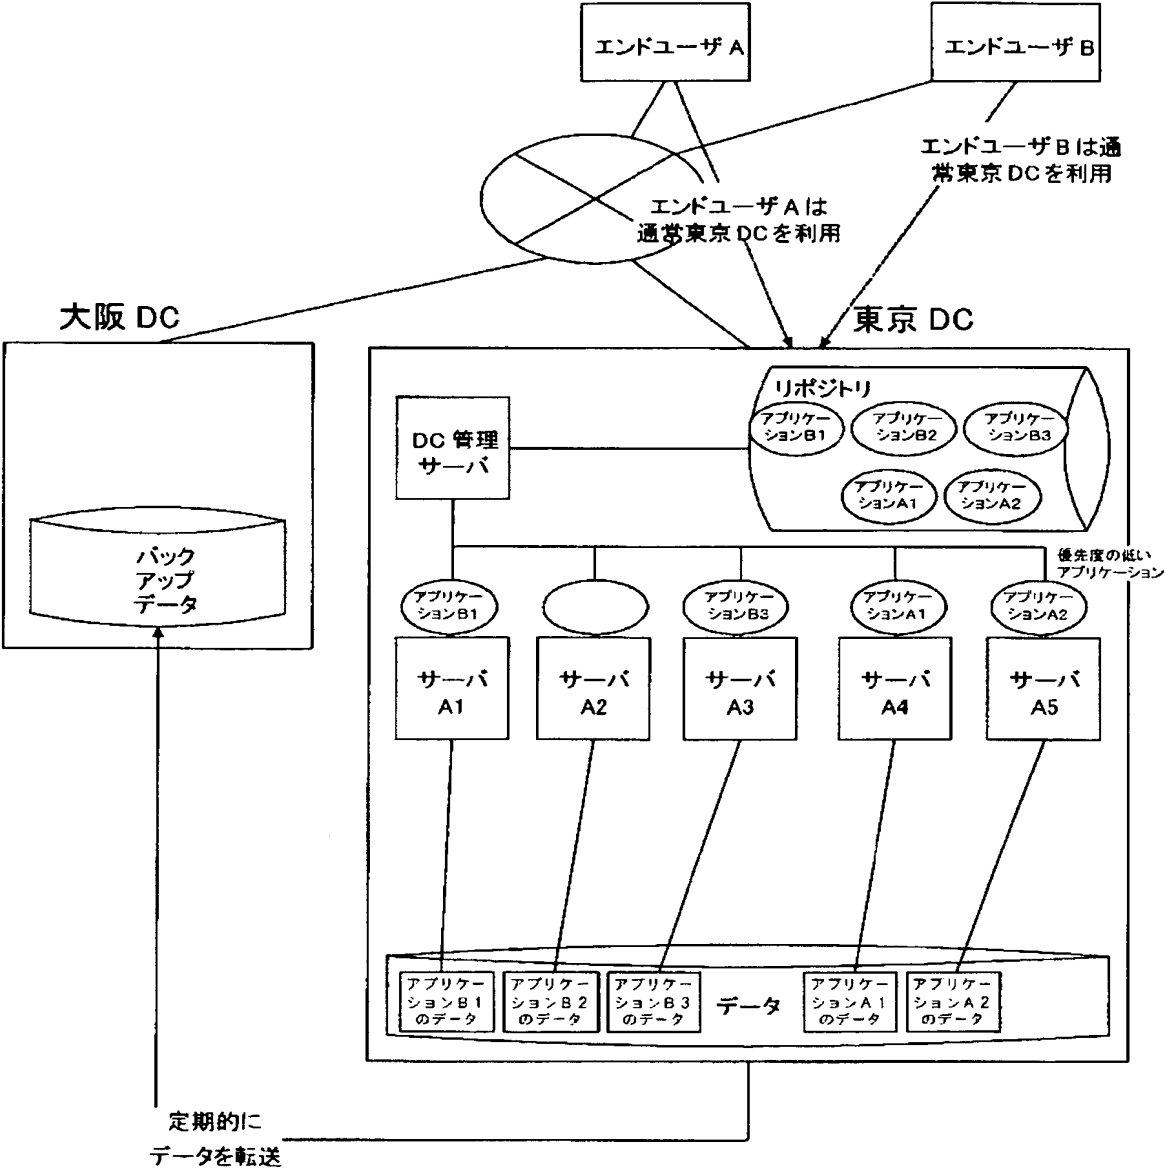 エンドユーザ A
エンドユーザ B
エンドユーザ B は通
常東京 DC を利用
エンドユーザ A は
通常東京 DC を利用
大阪 DC
東京 DC
リポジトリ
アプリケー
ションB1
アプリケー
ションB2
アプリケー
ションB3
DC 管理
サーバ
アプリケー
ションA1
アプリケー
ションA2
バック
アップ
データ
優先度の低い
アプリケーション
アプリケー
ションB1
アプリケー
ションB3
アプリケー
ションA1
アプリケー
ションA2
サーバ
A1
サーバ
A2
サーバ
A3
サーバ
A4
サーバ
A5
アプリケー
ションB1
のデータ
アプリケー
ションB2
のデータ
アプリケー
ションB3
のデータ
データ
アプリケー
ションA1
のデータ
アプリケー
ションA2
のデータ
定期的に
データを転送